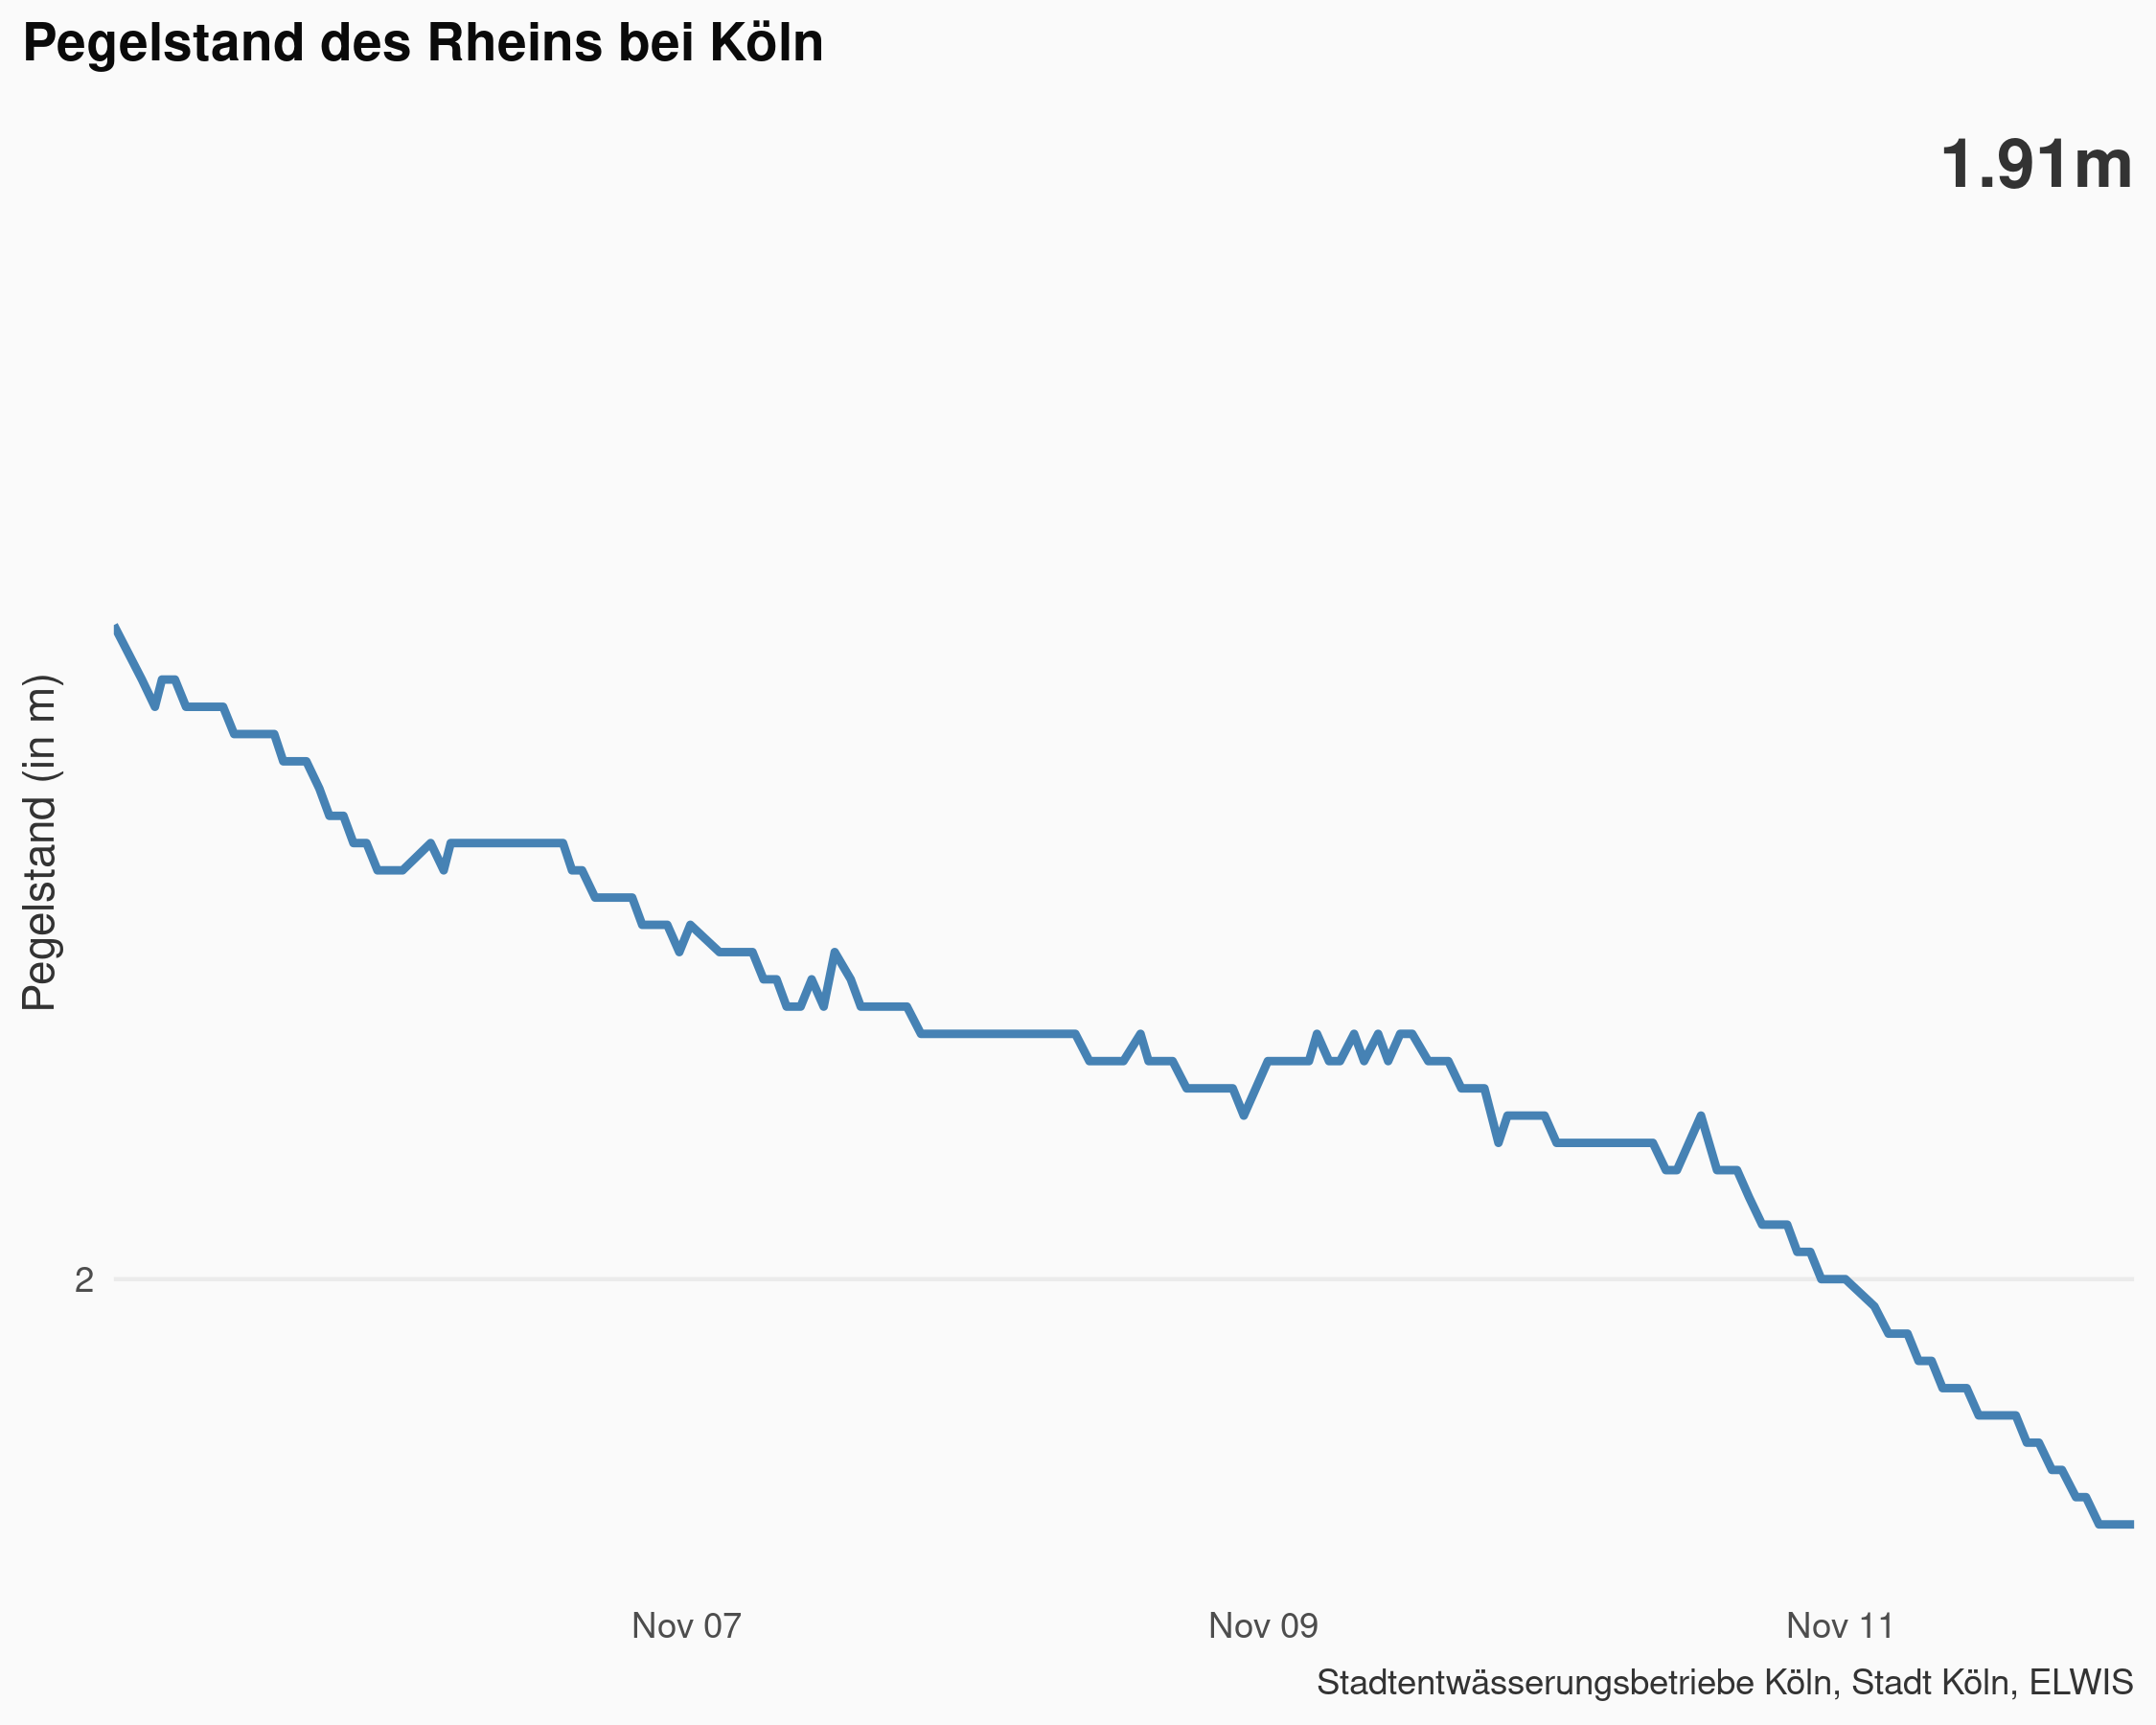 Pegelstand des Rheins bei Köln
1.91m
Pegelstand (in m)
2
Nov 07
Nov 09
Nov 11
Stadtentwässerungsbetriebe Köln, Stadt Köln, ELWIS